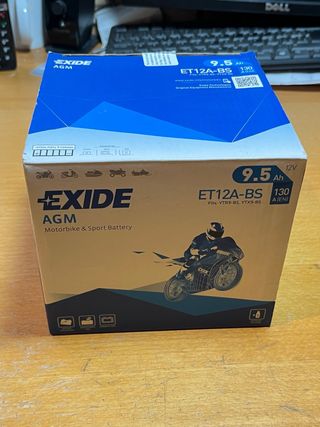 DELL
EXIDE
AGM
9.5 Ah
ET12A-BS
130
EXIDE
AGM
Motorbike & Sport Battery
12V
9.5 Ah
ET12A-BS
130
A (EN)